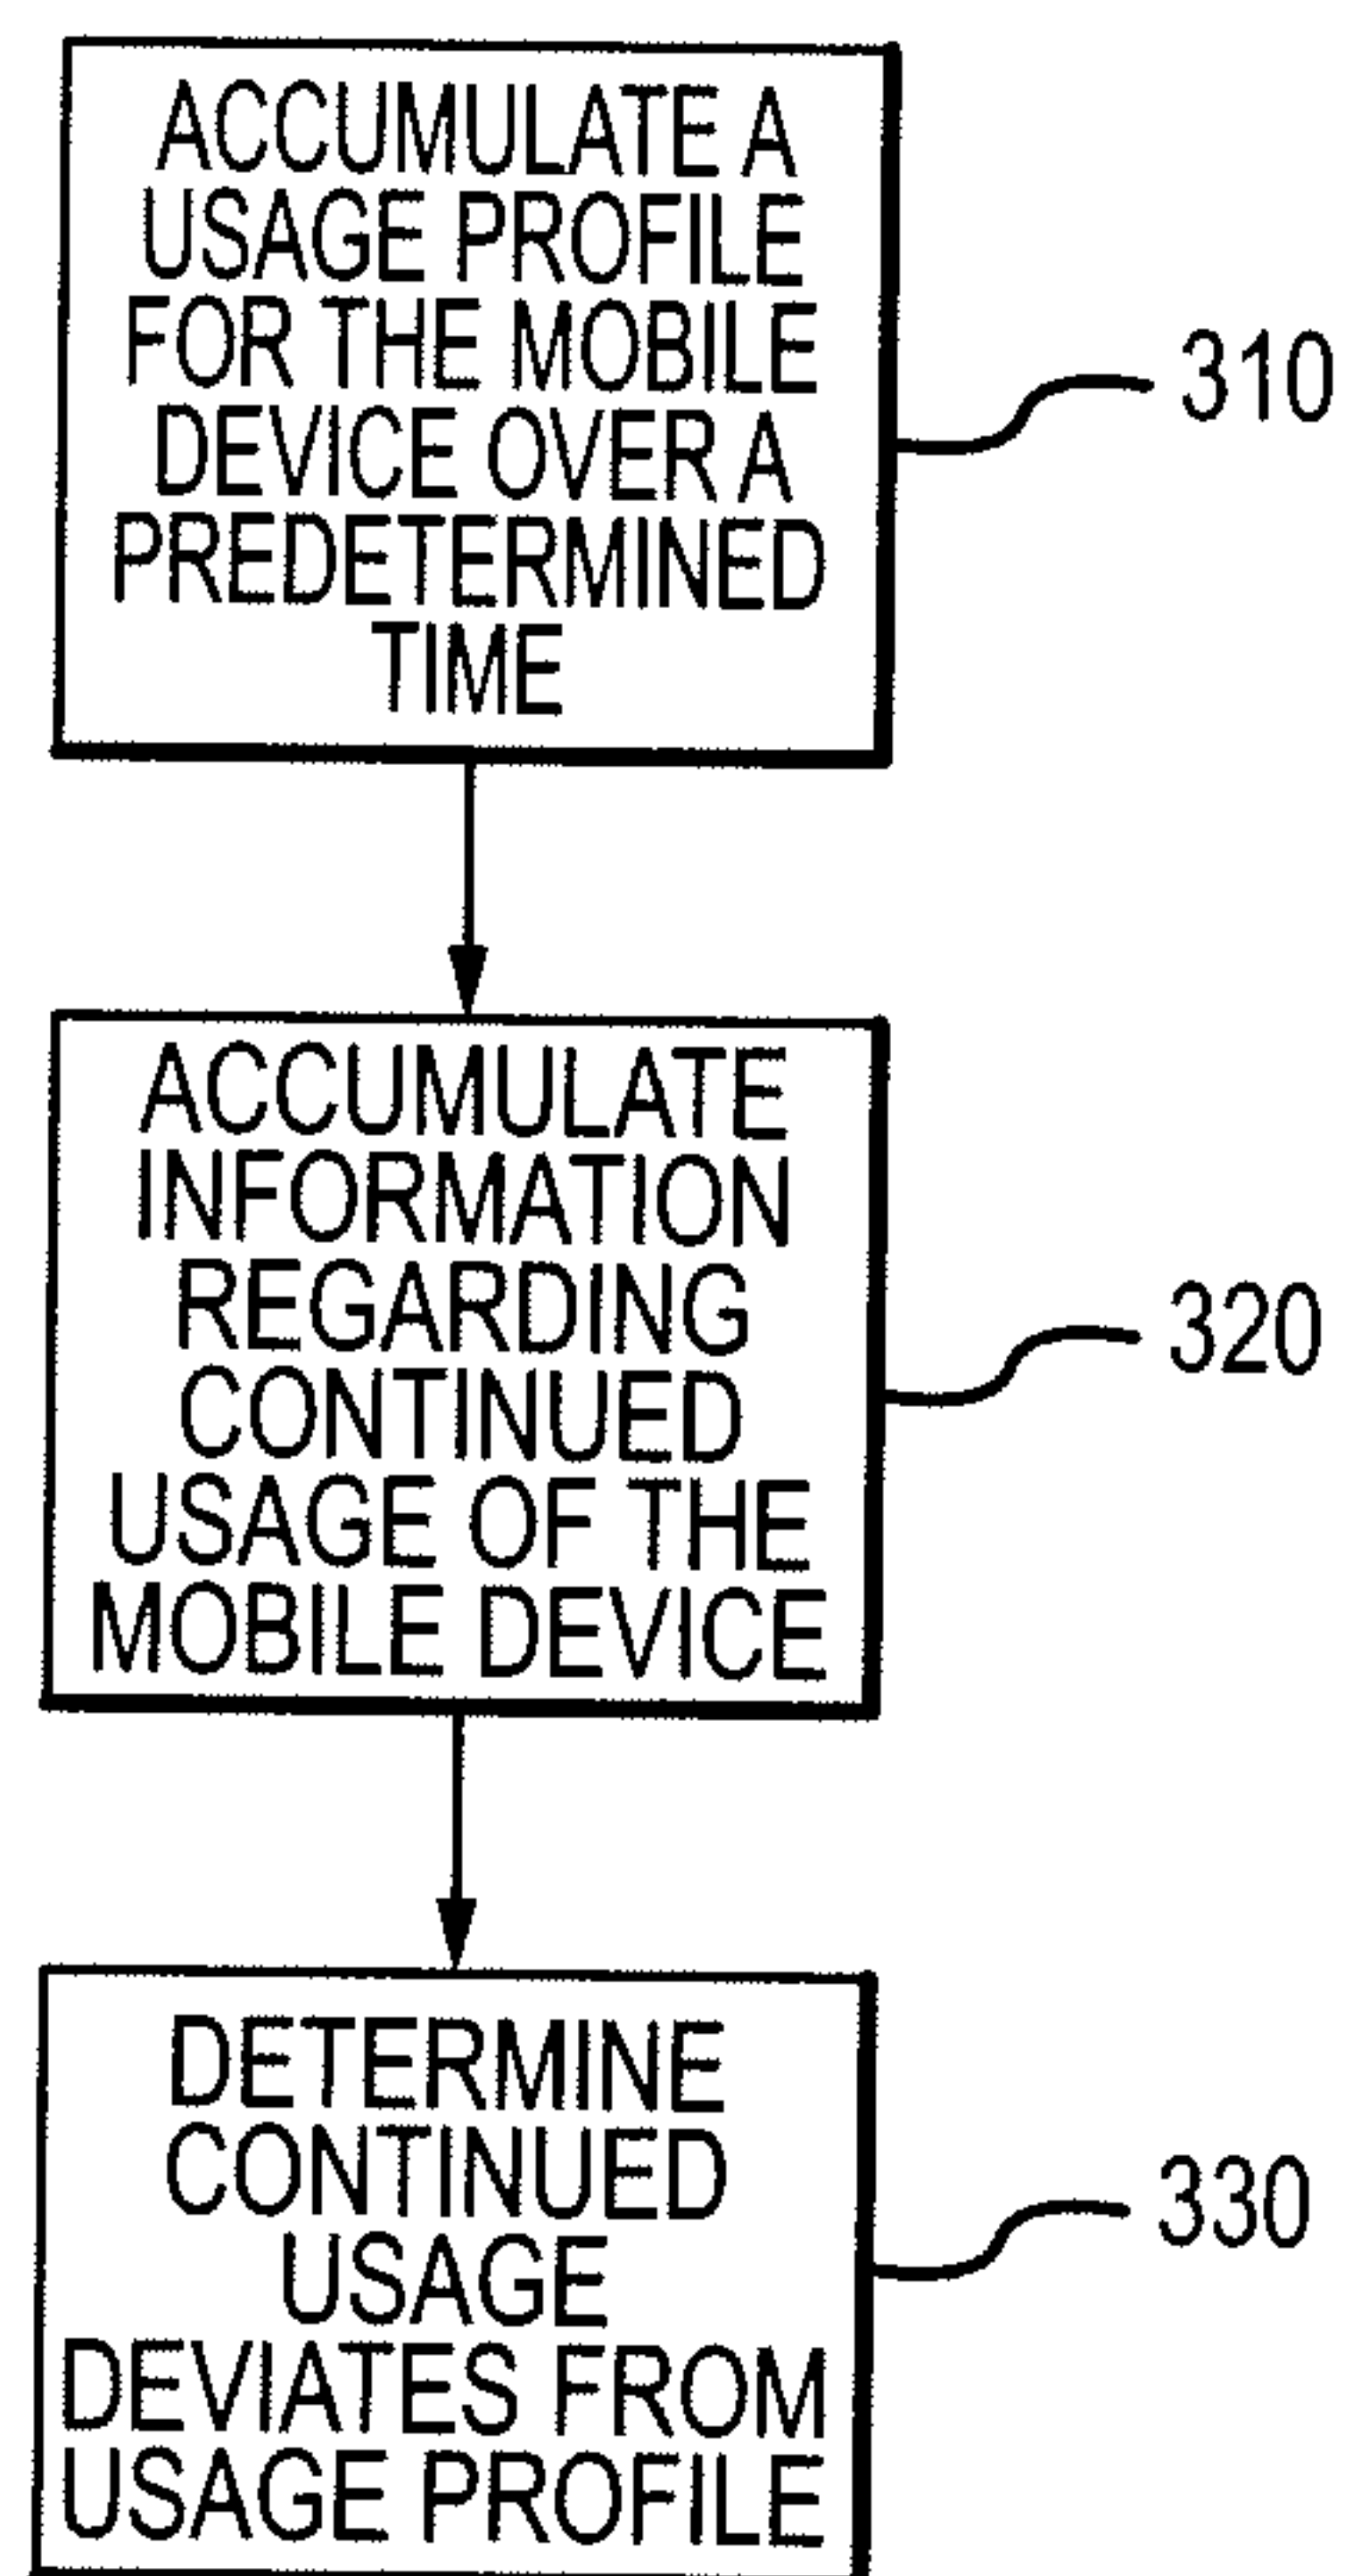 ACCUMULATE A
USAGE PROFILE
FOR THE MOBILE
DEVICE OVER A
PREDETERMINED
TIME
310
ACCUMULATE
INFORMATION
REGARDING
CONTINUED
USAGE OF THE
MOBILE DEVICE
320
DETERMINE
CONTINUED
USAGE
DEVIATES FROM
USAGE PROFILE
330